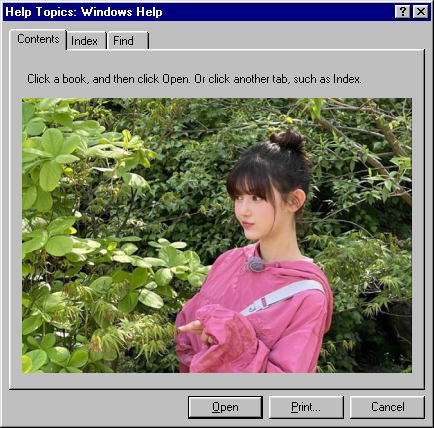 Help Topics: Windows Help
Contents Index Find
Click a book, and then click Open. Or click another tab, such as Index.
Open Print... Cancel